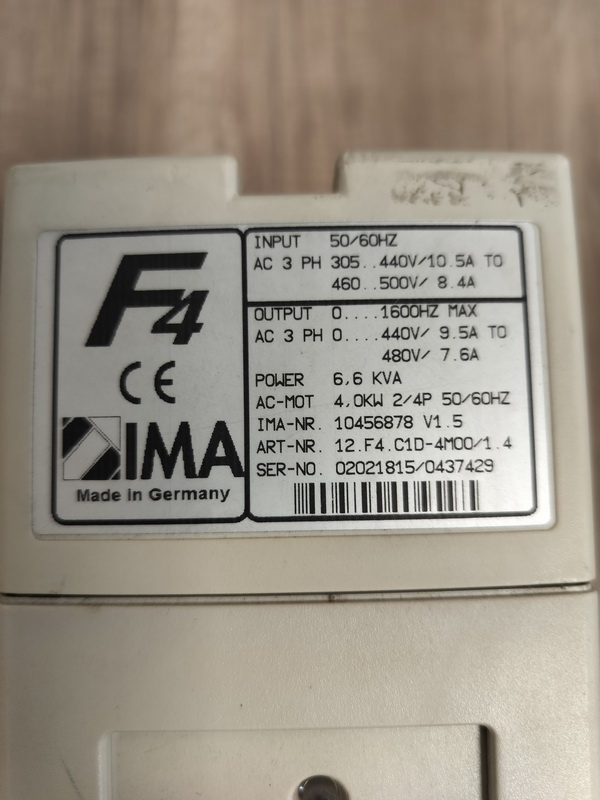 F4
CE
IMA
Made in Germany
INPUT 50/60HZ
AC 3 PH 305..440V/10.5A TO
460..500V/ 8.4A
OUTPUT 0....1600HZ MAX
AC 3 PH 0....440V/ 9.5A TO
480V/ 7.6A
POWER 6,6 KVA
AC-MOT 4,0KW 2/4P 50/60HZ
IMA-NR. 10456878 V1.5
ART-NR. 12.F4.C1D-4M00/1.4
SER-NO. 02021815/0437429